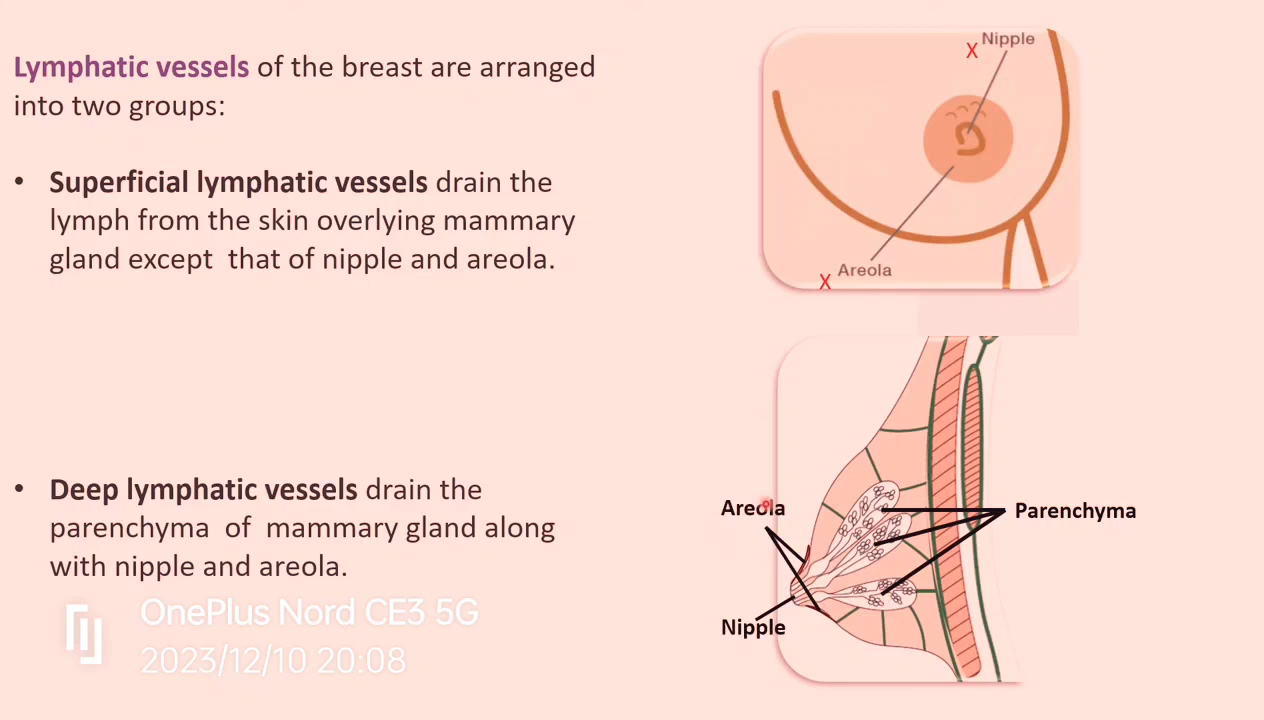 Lymphatic vessels of the breast are arranged
into two groups:
• Superficial lymphatic vessels drain the
lymph from the skin overlying mammary
gland except that of nipple and areola.
X Nipple
X Areola
• Deep lymphatic vessels drain the
parenchyma of mammary gland along
with nipple and areola.
Areola
Parenchyma
Nipple
OnePlus Nord CE3 5G
2023/12/10 20:08